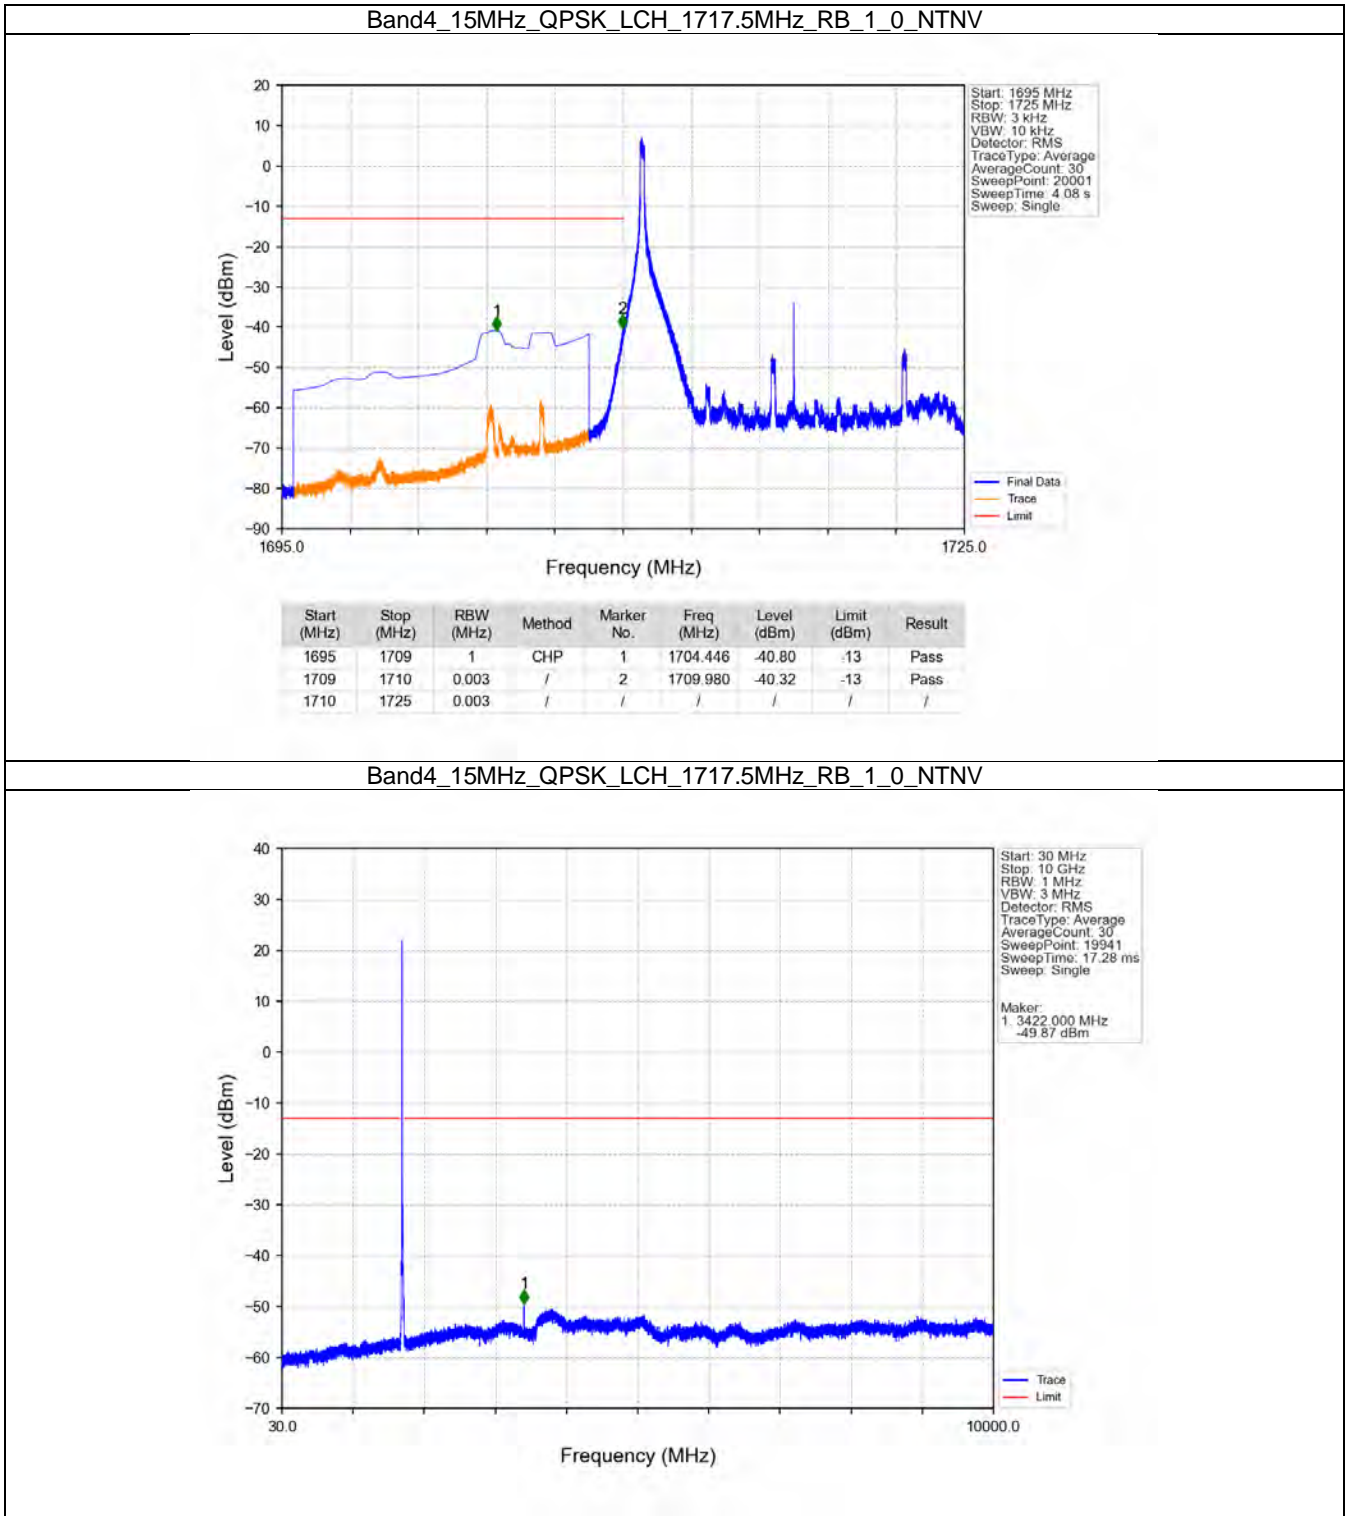 Band4_15MHz_QPSK_LCH_1717.5MHz_RB_1_0_NTNV
Start: 1695 MHz
Stop: 1725 MHz
RBW: 3 kHz
VBW: 10 kHz
Detector: RMS
TraceType: Average
AverageCount: 30
SweepPoint: 20001
SweepTime: 4.08 s
Sweep: Single
20
10
0
−10
−20
−30
−40
−50
−60
−70
−80
−90
Level (dBm)
1
2
Final Data
Trace
Limit
1695.0
1725.0
Frequency (MHz)
Start (MHz) Stop (MHz) RBW (MHz) Method Marker No. Freq (MHz) Level (dBm) Limit (dBm) Result
1695 1709 1 CHP 1 1704.446 -40.80 -13 Pass
1709 1710 0.003 / 2 1709.980 -40.32 -13 Pass
1710 1725 0.003 / / / / / /
Band4_15MHz_QPSK_LCH_1717.5MHz_RB_1_0_NTNV
Start: 30 MHz
Stop: 10 GHz
RBW: 1 MHz
VBW: 3 MHz
Detector: RMS
TraceType: Average
AverageCount: 30
SweepPoint: 19941
SweepTime: 17.28 ms
Sweep: Single
Maker:
1. 3422.000 MHz
-49.87 dBm
40
30
20
10
0
−10
−20
−30
−40
−50
−60
−70
Level (dBm)
1
Trace
Limit
30.0
10000.0
Frequency (MHz)